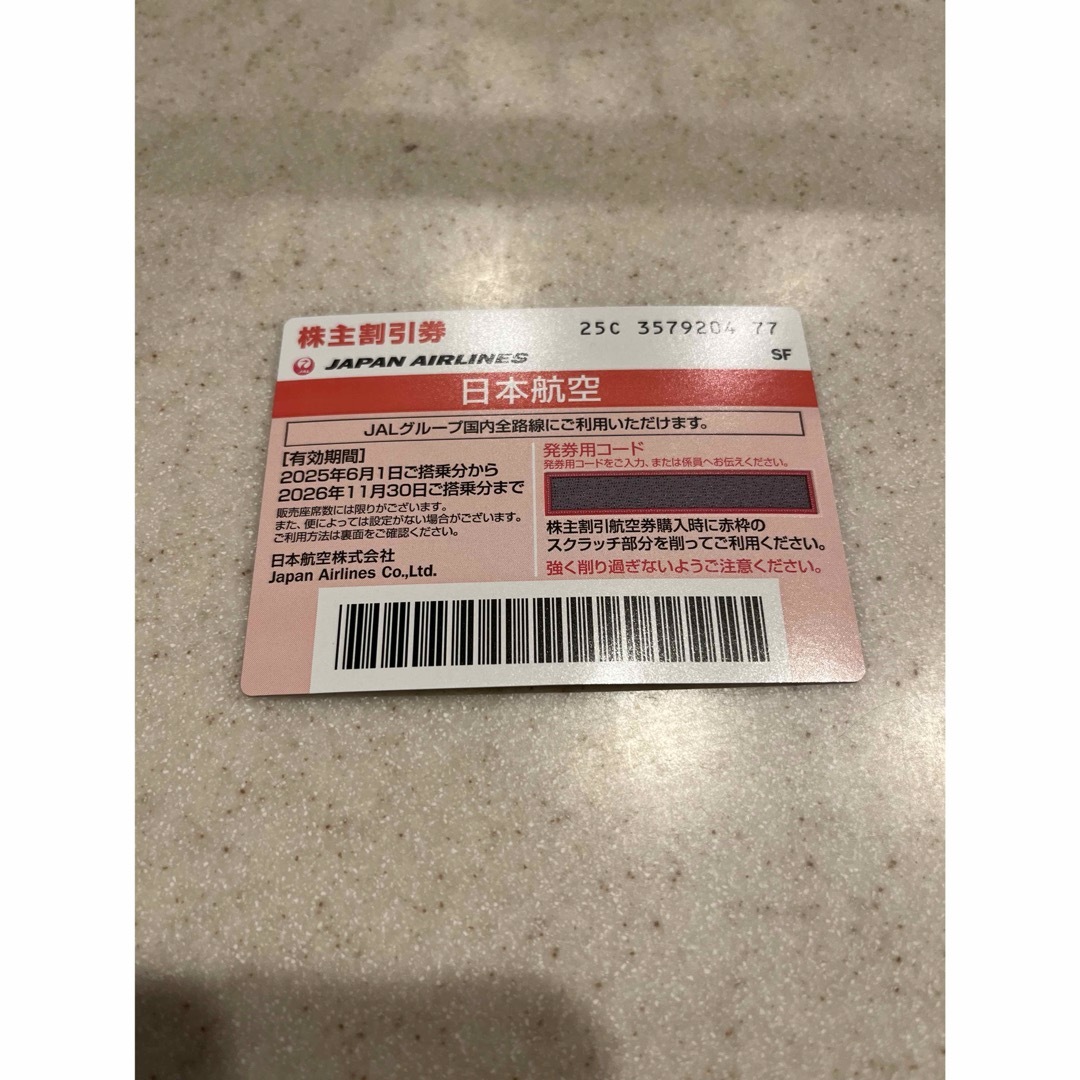 株主割引券
25C 3579204 77
JAL JAPAN AIRLINES
SF
日本航空
JALグループ国内全路線にご利用いただけます。
[有効期間]
2025年6月1日ご搭乗分から
2026年11月30日ご搭乗分まで
販売座席数には限りがございます。
また、便によっては設定がない場合がございます。
ご利用方法は裏面をご確認ください。
日本航空株式会社
Japan Airlines Co.,Ltd.
発券用コード
発券用コードをご入力、または係員へお伝えください。
株主割引航空券購入時に赤枠の
スクラッチ部分を削ってご利用ください。
強く削り過ぎないようご注意ください。